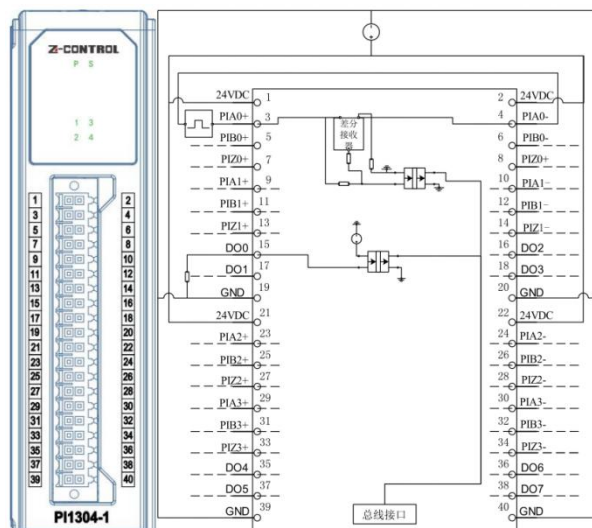 Z-CONTROL
P S
1 3
2 4
1 2
3 4
5 6
7 8
9 10
11 12
13 14
15 16
17 18
19 20
21 22
23 24
25 26
27 28
29 30
31 32
33 34
35 36
37 38
39 40
PI1304-1
24VDC 1 2 24VDC
PIA0+ 3 4 PIA0-
差分
接收
器
PIB0+ 5 6 PIB0-
PIZ0+ 7 8 PIZ0+
PIA1+ 9 10 PIA1-
PIB1+ 11 12 PIB1-
PIZ1+ 13 14 PIZ1-
DO0 15 16 DO2
DO1 17 18 DO3
GND 19 20 GND
24VDC 21 22 24VDC
PIA2+ 23 24 PIA2-
PIB2+ 25 26 PIB2-
PIZ2+ 27 28 PIZ2-
PIA3+ 29 30 PIA3-
PIB3+ 31 32 PIB3-
PIZ3+ 33 34 PIZ3-
DO4 35 36 DO6
DO5 37 38 DO7
GND 39 40 GND
总线接口